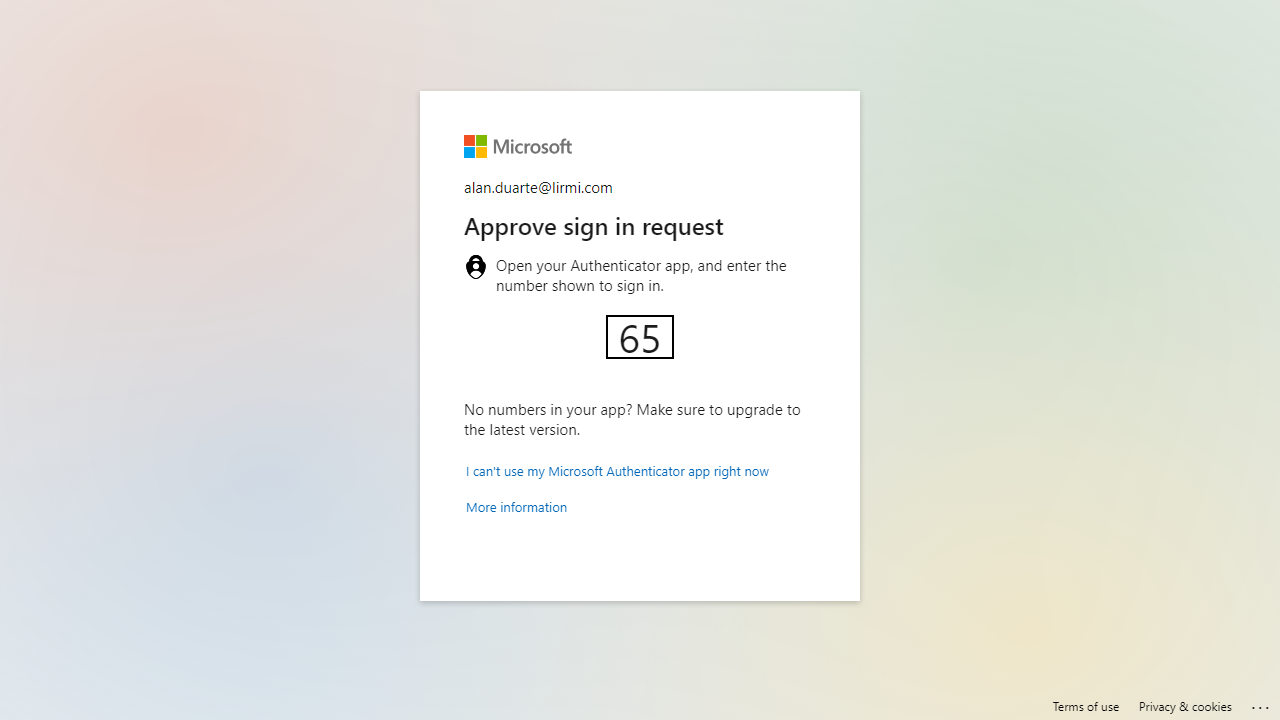 Microsoft
alan.duarte@lirmi.com
Approve sign in request
Open your Authenticator app, and enter the
number shown to sign in.
65
No numbers in your app? Make sure to upgrade to
the latest version.
I can't use my Microsoft Authenticator app right now
More information
Terms of use
Privacy & cookies
...